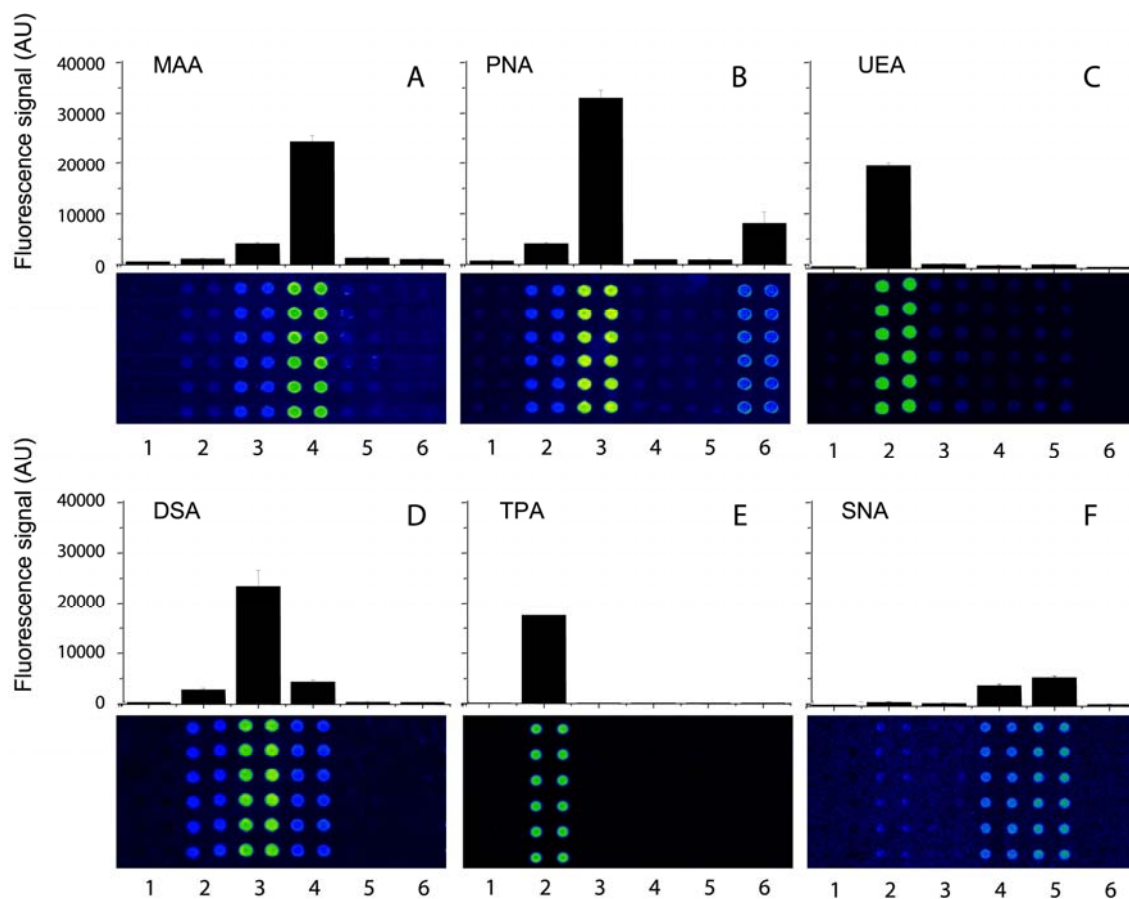 Fluorescence signal (AU)
40000
30000
20000
10000
0
MAA A
PNA B
UEA C
1 2 3 4 5 6
1 2 3 4 5 6
1 2 3 4 5 6
Fluorescence signal (AU)
40000
30000
20000
10000
0
DSA D
TPA E
SNA F
1 2 3 4 5 6
1 2 3 4 5 6
1 2 3 4 5 6